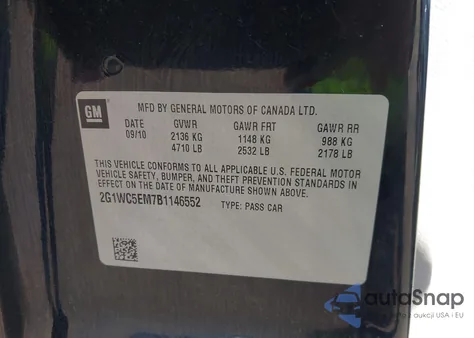 GM
MFD BY GENERAL MOTORS OF CANADA LTD.
DATE GVWR GAWR FRT GAWR RR
09/10 2136 KG 1148 KG 988 KG
4710 LB 2532 LB 2178 LB
THIS VEHICLE CONFORMS TO ALL APPLICABLE U.S. FEDERAL MOTOR
VEHICLE SAFETY, BUMPER, AND THEFT PREVENTION STANDARDS IN
EFFECT ON THE DATE OF MANUFACTURE SHOWN ABOVE.
2G1WC5EM7B1146552 TYPE: PASS CAR
autoSnap
z aukcji USA i EU